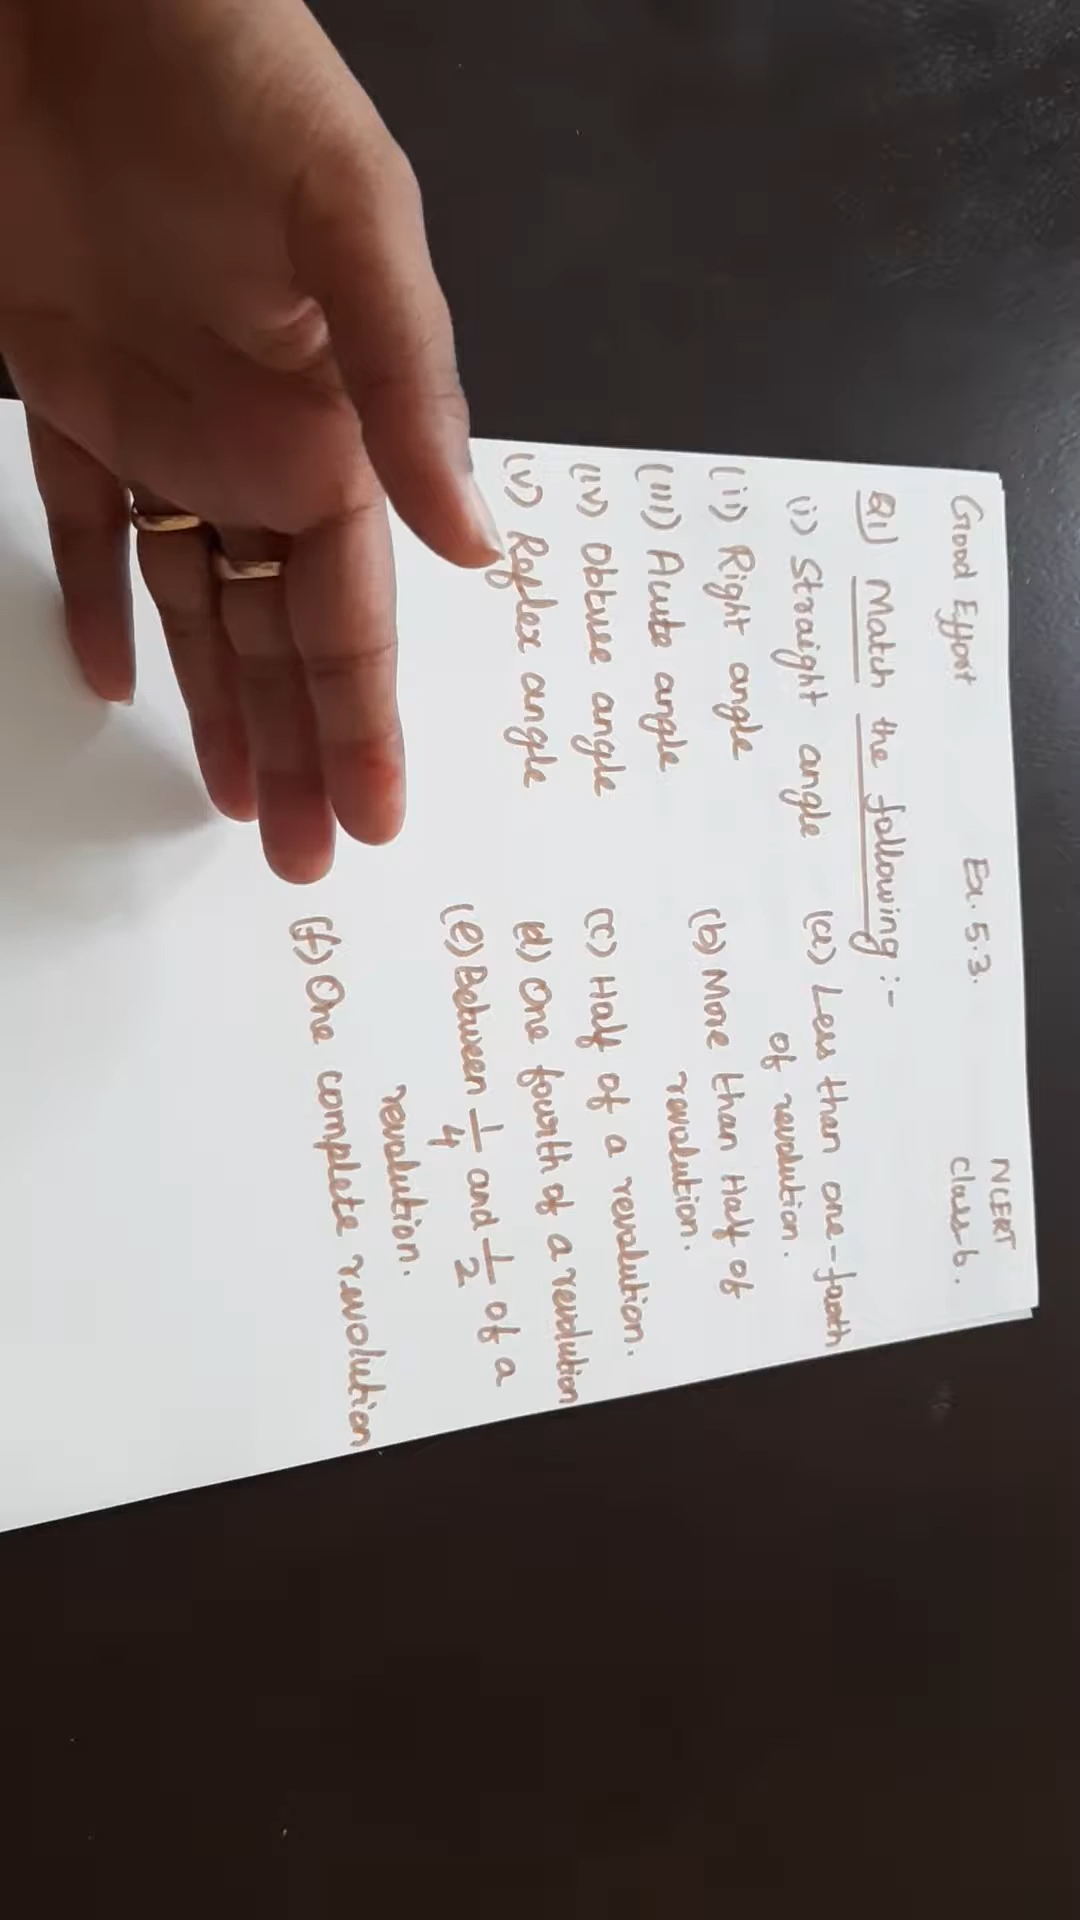 Good Effort Ex. 5.3. NCERT
Class-6.
Q1) Match the following :-
(i) Straight angle (a) Less than one-fourth
of revolution.
(ii) Right angle (b) More than Half of
revolution.
(iii) Acute angle (c) Half of a revolution.
(iv) Obtuse angle (d) One fourth of a revolution
(v) Reflex angle (e) Between 1/4 and 1/2 of a
revolution.
(f) One complete revolution